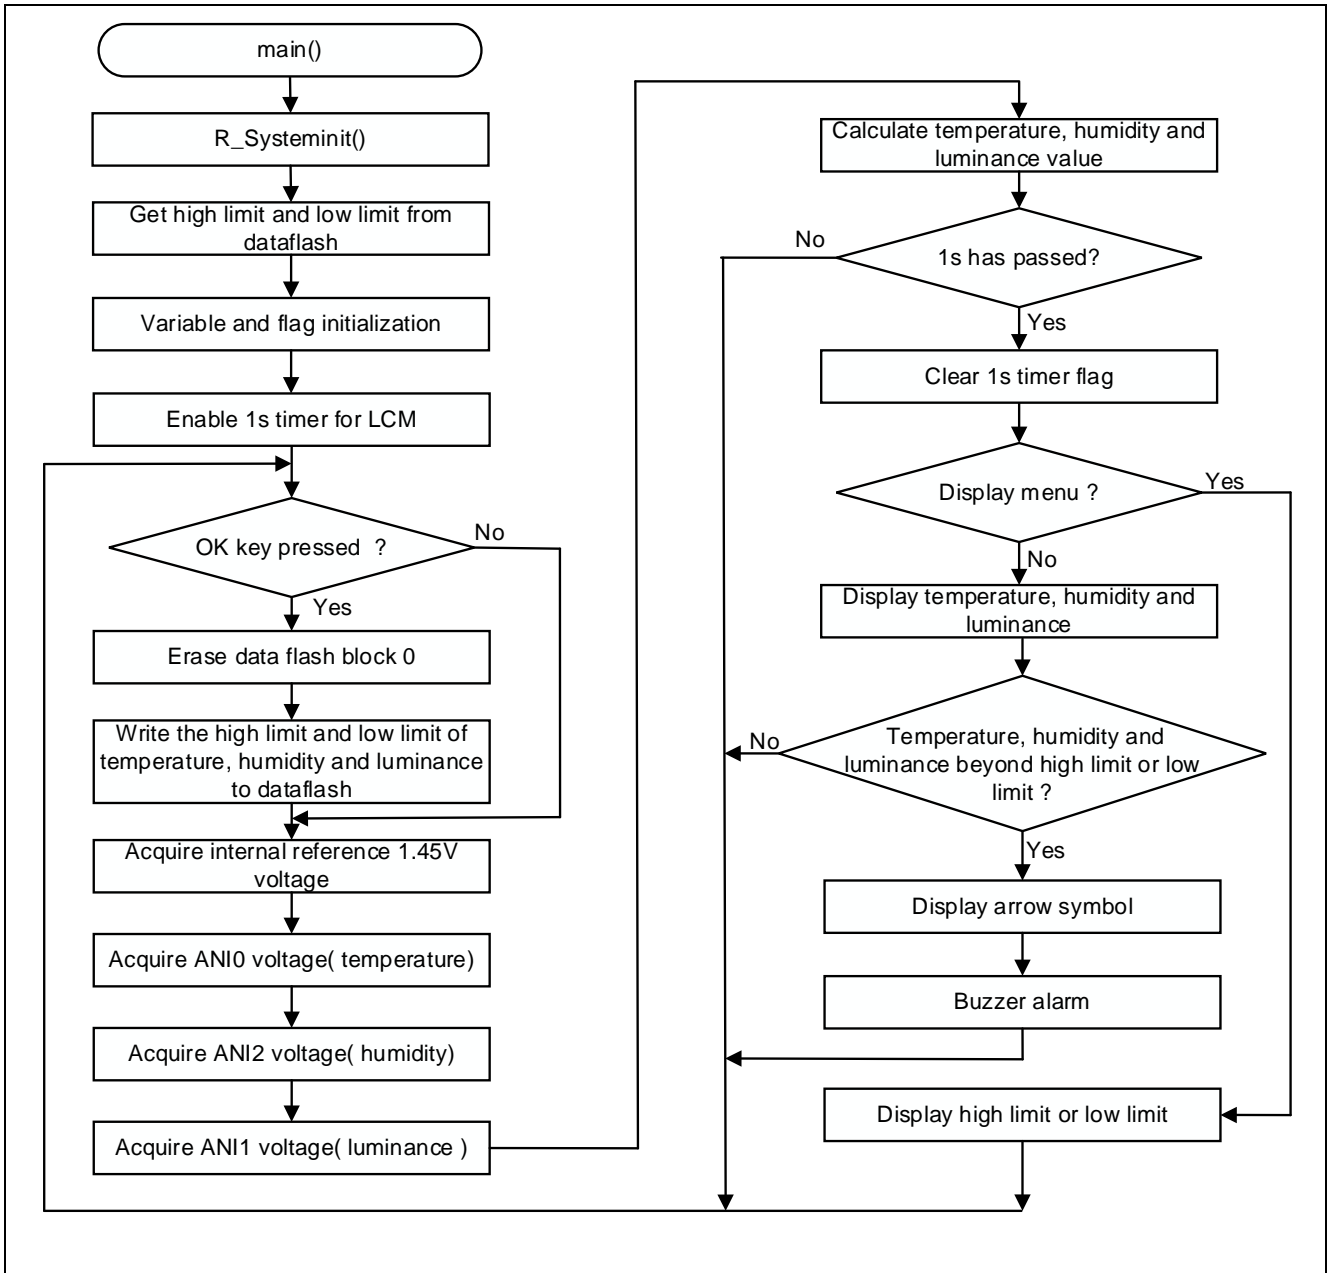 main()
R_Systeminit()
Get high limit and low limit from
dataflash
Variable and flag initialization
Enable 1s timer for LCM
OK key pressed ?
No
Yes
Erase data flash block 0
Write the high limit and low limit of
temperature, humidity and luminance
to dataflash
Acquire internal reference 1.45V
voltage
Acquire ANI0 voltage( temperature)
Acquire ANI2 voltage( humidity)
Acquire ANI1 voltage( luminance )
Calculate temperature, humidity and
luminance value
No
1s has passed?
Yes
Clear 1s timer flag
Display menu ?
Yes
No
Display temperature, humidity and
luminance
No
Temperature, humidity and
luminance beyond high limit or low
limit ?
Yes
Display arrow symbol
Buzzer alarm
Display high limit or low limit